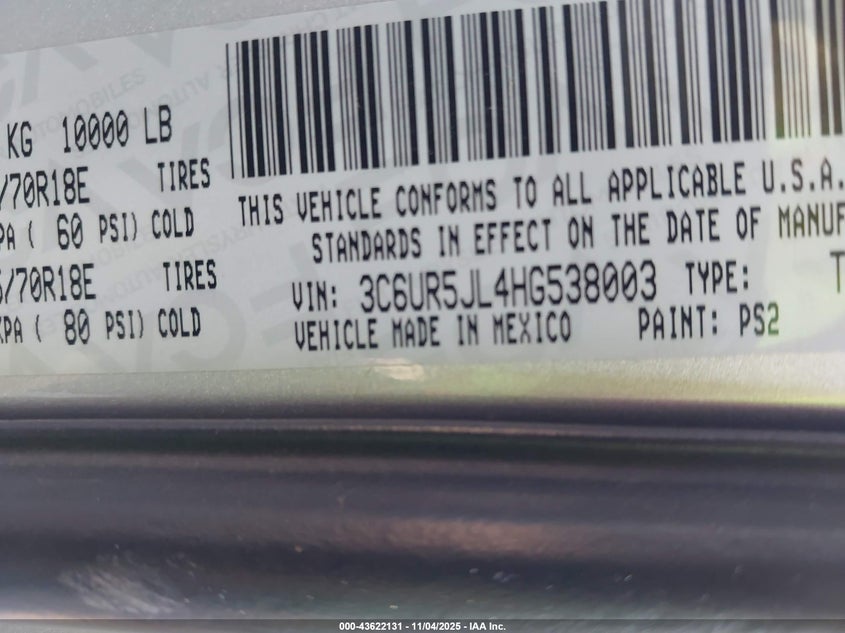 KG 10000 LB
/70R18E TIRES
PA ( 60 PSI) COLD
/70R18E TIRES
KPA ( 80 PSI) COLD
THIS VEHICLE CONFORMS TO ALL APPLICABLE U.S.A.
STANDARDS IN EFFECT ON THE DATE OF MANUF
VIN: 3C6UR5JL4HG538003 TYPE: T
VEHICLE MADE IN MEXICO PAINT: PS2
000-43622131 - 11/04/2025 - IAA Inc.